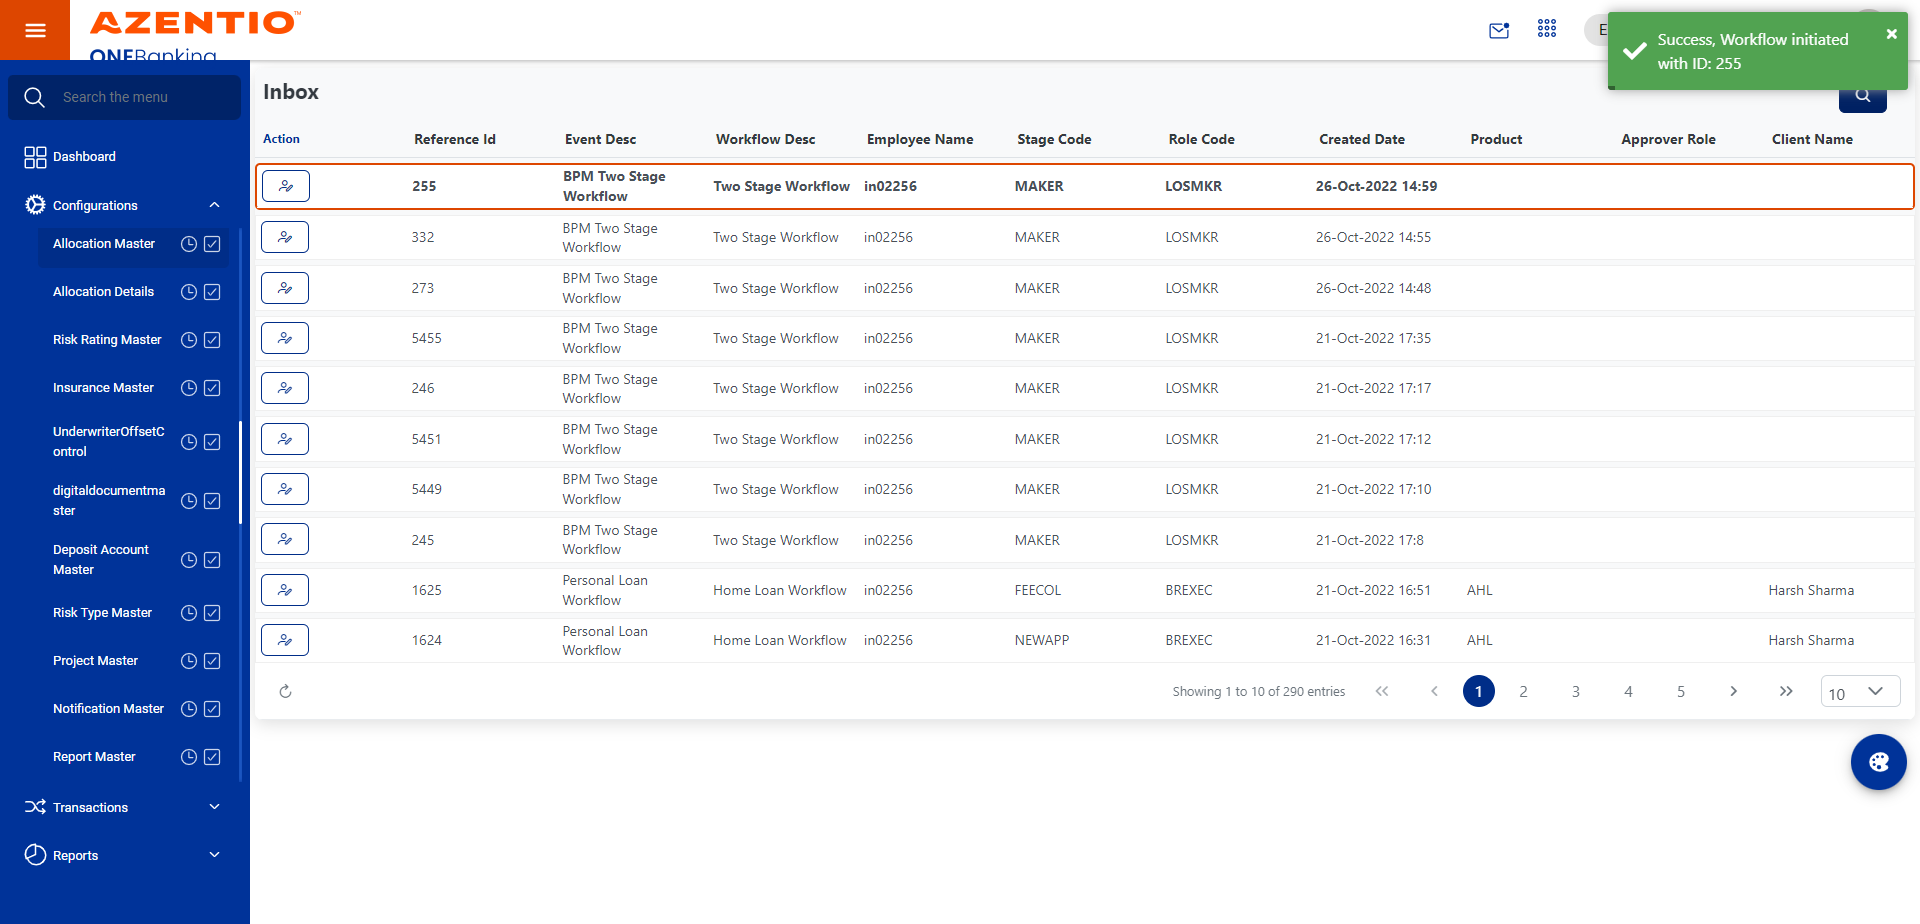 AZENTIO™
ONEBanking
E
Success, Workflow initiated
with ID: 255
Search the menu
Dashboard
Configurations
Allocation Master
Allocation Details
Risk Rating Master
Insurance Master
UnderwriterOffsetC
ontrol
digitaldocumentma
ster
Deposit Account
Master
Risk Type Master
Project Master
Notification Master
Report Master
Transactions
Reports
Inbox
Action Reference Id Event Desc Workflow Desc Employee Name Stage Code Role Code Created Date Product Approver Role Client Name
255 BPM Two Stage Workflow Two Stage Workflow in02256 MAKER LOSMKR 26-Oct-2022 14:59
332 BPM Two Stage Workflow Two Stage Workflow in02256 MAKER LOSMKR 26-Oct-2022 14:55
273 BPM Two Stage Workflow Two Stage Workflow in02256 MAKER LOSMKR 26-Oct-2022 14:48
5455 BPM Two Stage Workflow Two Stage Workflow in02256 MAKER LOSMKR 21-Oct-2022 17:35
246 BPM Two Stage Workflow Two Stage Workflow in02256 MAKER LOSMKR 21-Oct-2022 17:17
5451 BPM Two Stage Workflow Two Stage Workflow in02256 MAKER LOSMKR 21-Oct-2022 17:12
5449 BPM Two Stage Workflow Two Stage Workflow in02256 MAKER LOSMKR 21-Oct-2022 17:10
245 BPM Two Stage Workflow Two Stage Workflow in02256 MAKER LOSMKR 21-Oct-2022 17:8
1625 Personal Loan Workflow Home Loan Workflow in02256 FEECOL BREXEC 21-Oct-2022 16:51 AHL Harsh Sharma
1624 Personal Loan Workflow Home Loan Workflow in02256 NEWAPP BREXEC 21-Oct-2022 16:31 AHL Harsh Sharma
Showing 1 to 10 of 290 entries 1 2 3 4 5 10